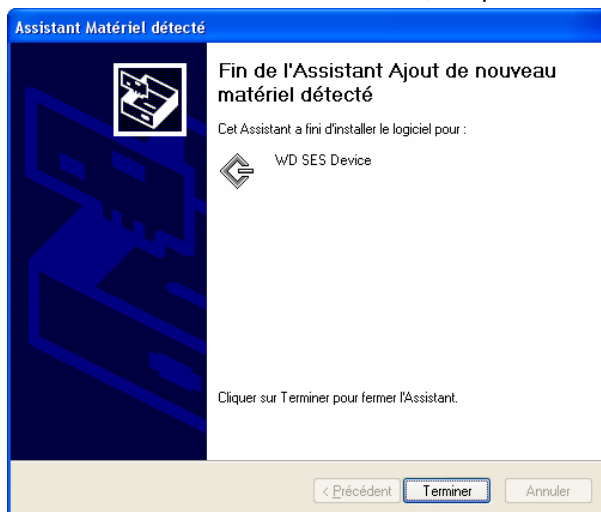 Assistant Matériel détecté
Fin de l'Assistant Ajout de nouveau
matériel détecté
Cet Assistant a fini d'installer le logiciel pour :
WD SES Device
Cliquer sur Terminer pour fermer l'Assistant.
< Précédent Terminer Annuler